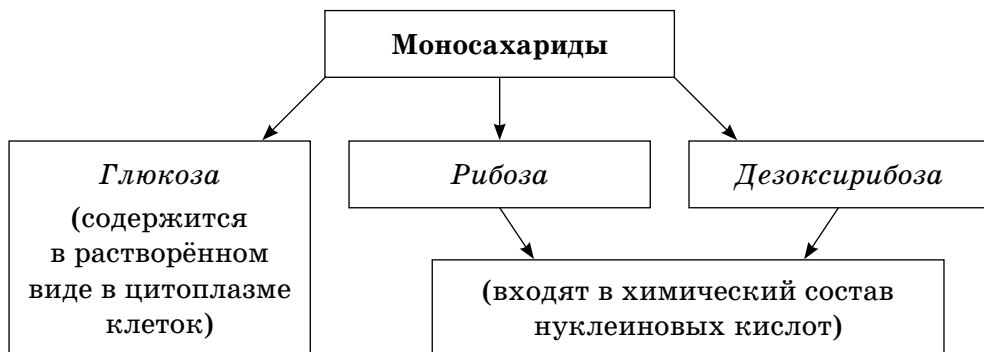 Моносахариды
Глюкоза
(содержится
в растворённом
виде в цитоплазме
клеток)
Рибоза
Дезоксирибоза
(входят в химический состав
нуклеиновых кислот)